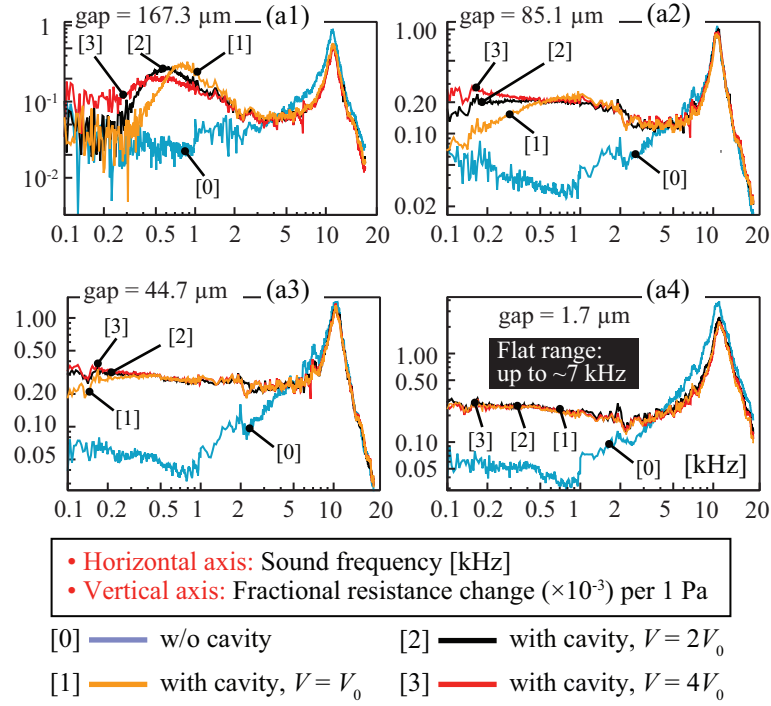 gap = 167.3 µm (a1)
1
10⁻¹
10⁻²
[3] [2] [1] [0]
0.1 0.2 0.5 1 2 5 10 20
gap = 85.1 µm (a2)
1
0.20
0.10
0.02
[3] [2] [1] [0]
0.1 0.2 0.5 1 2 5 10 20
gap = 44.7 µm (a3)
1.00
0.50
0.20
0.10
0.05
[3] [2] [1] [0]
0.1 0.2 0.5 1 2 5 10 20
(a4)
gap = 1.7 µm
Flat range:
up to ~7 kHz
1.00
0.50
0.10
0.05
[3] [2] [1] [0]
[kHz]
0.1 0.2 0.5 1 2 5 10 20
• Horizontal axis: Sound frequency [kHz]
• Vertical axis: Fractional resistance change (×10⁻³) per 1 Pa
[0] w/o cavity
[2] with cavity, V = 2V₀
[1] with cavity, V = V₀
[3] with cavity, V = 4V₀